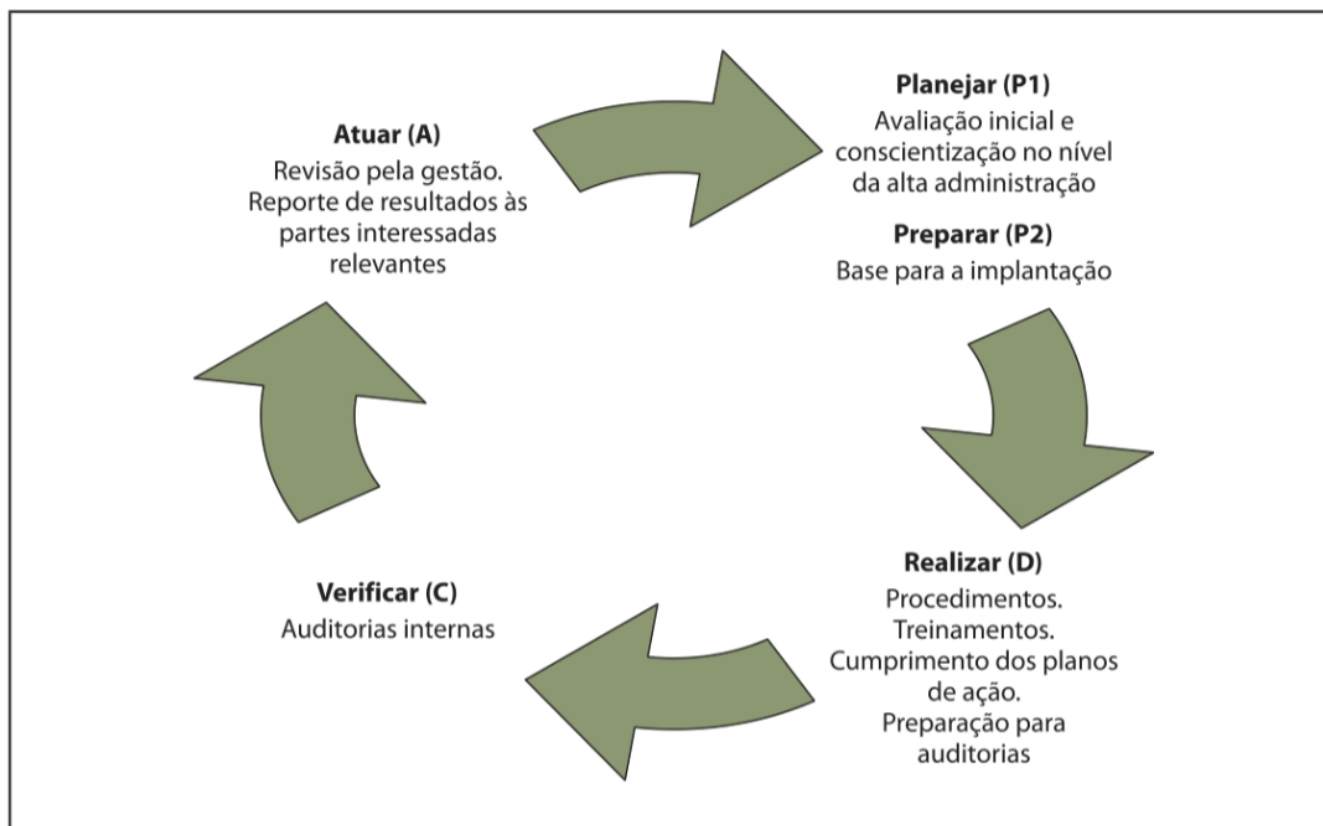 Planejar (P1)
Avaliação inicial e
conscientização no nível
da alta administração
Preparar (P2)
Base para a implantação
Realizar (D)
Procedimentos.
Treinamentos.
Cumprimento dos planos
de ação.
Preparação para
auditorias
Verificar (C)
Auditorias internas
Atuar (A)
Revisão pela gestão.
Reporte de resultados às
partes interessadas
relevantes